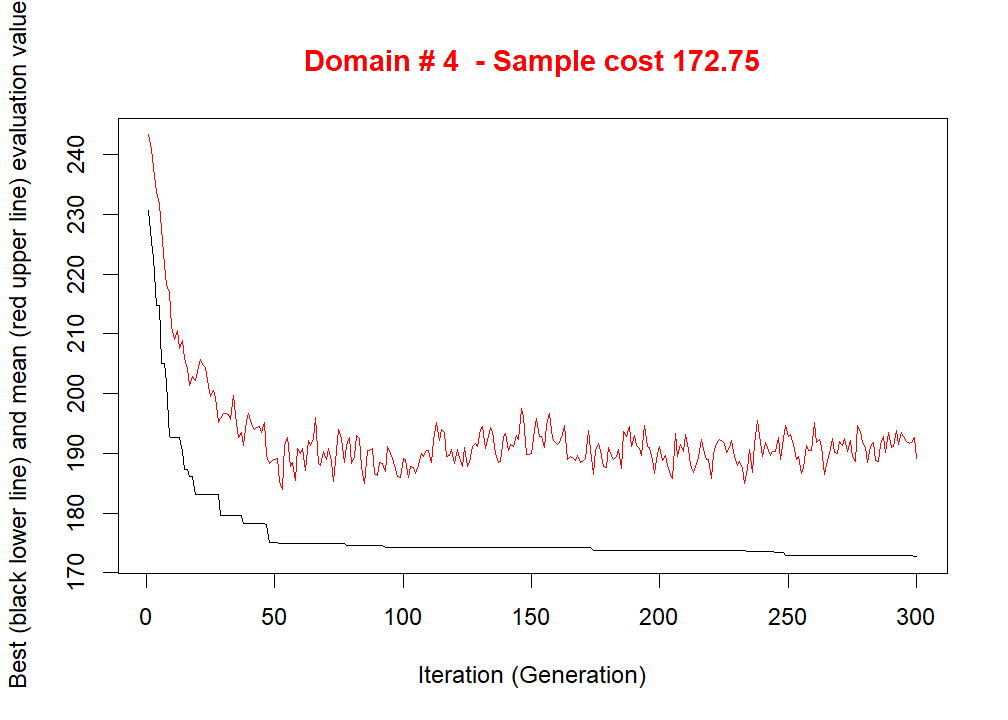 Domain # 4  - Sample cost 172.75
Best (black lower line) and mean (red upper line) evaluation value
240
230
220
210
200
190
180
170
0 50 100 150 200 250 300
Iteration (Generation)